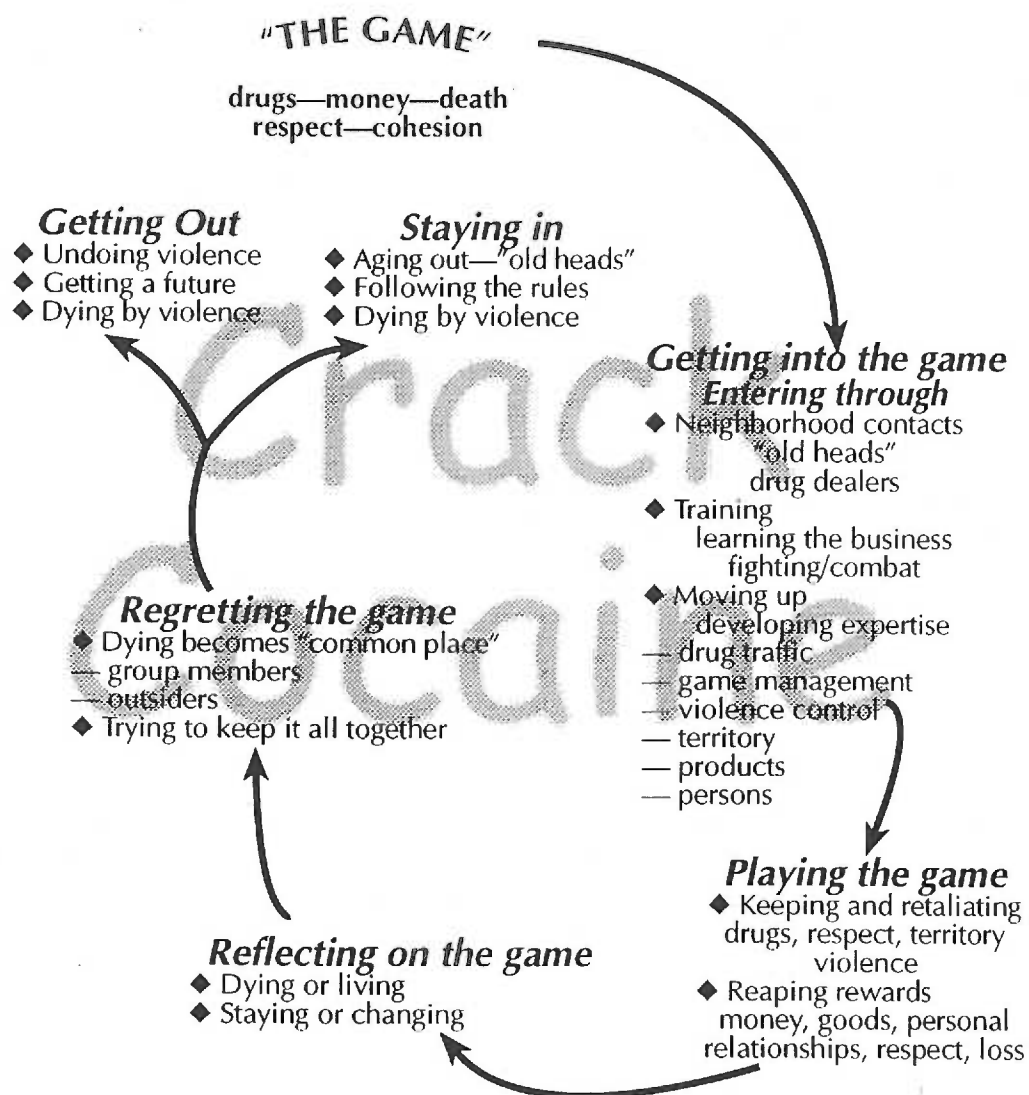 "THE GAME"
drugs—money—death
respect—cohesion
Getting Out
◆ Undoing violence
◆ Getting a future
◆ Dying by violence
Staying in
◆ Aging out—"old heads"
◆ Following the rules
◆ Dying by violence
Getting into the game
Entering through
◆ Neighborhood contacts
"old heads"
drug dealers
◆ Training
learning the business
fighting/combat
◆ Moving up
developing expertise
— drug traffic
— game management
— violence control
— territory
— products
— persons
Playing the game
◆ Keeping and retaliating
drugs, respect, territory
violence
◆ Reaping rewards
money, goods, personal
relationships, respect, loss
Reflecting on the game
◆ Dying or living
◆ Staying or changing
Regretting the game
◆ Dying becomes "common place"
— group members
— outsiders
◆ Trying to keep it all together
Crack
Cocaine